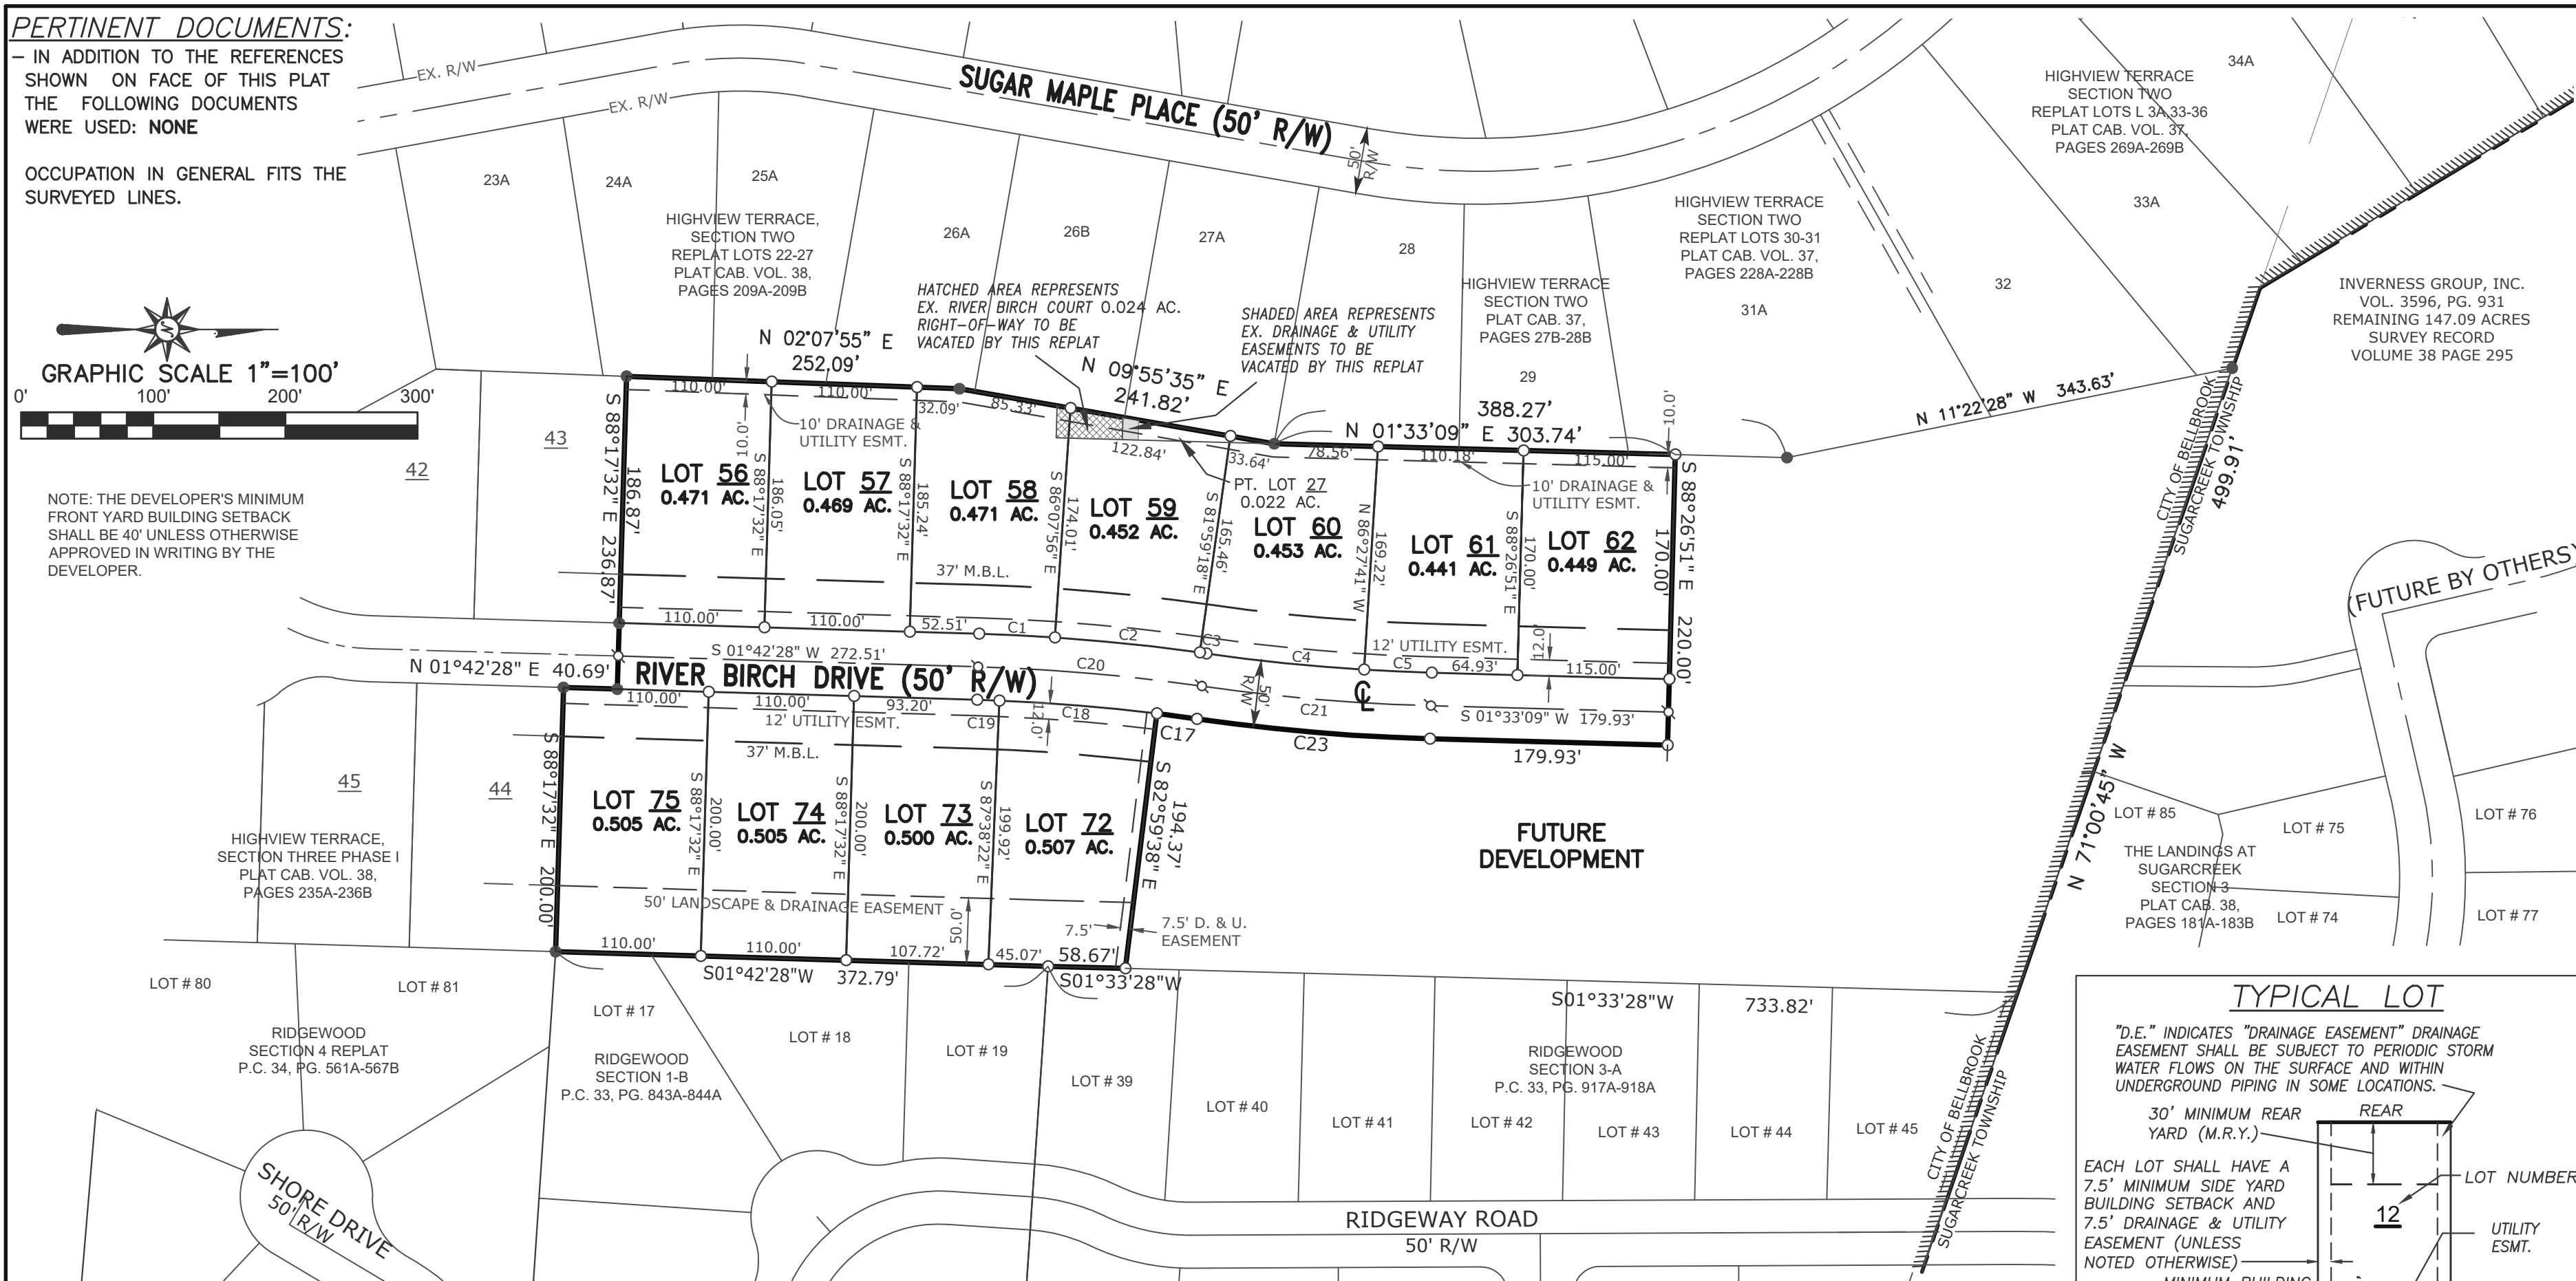 PERTINENT DOCUMENTS:
– IN ADDITION TO THE REFERENCES
SHOWN ON FACE OF THIS PLAT
THE FOLLOWING DOCUMENTS
WERE USED: NONE
OCCUPATION IN GENERAL FITS THE
SURVEYED LINES.
EX. R/W
EX. R/W
SUGAR MAPLE PLACE (50' R/W)
50'
R/W
23A
24A
25A
HIGHVIEW TERRACE,
SECTION TWO
REPLAT LOTS 22-27
PLAT CAB. VOL. 38,
PAGES 209A-209B
26A
26B
27A
28
HIGHVIEW TERRACE
SECTION TWO
PLAT CAB. 37,
PAGES 27B-28B
29
HIGHVIEW TERRACE
SECTION TWO
REPLAT LOTS 30-31
PLAT CAB. VOL. 37,
PAGES 228A-228B
31A
32
HIGHVIEW TERRACE
SECTION TWO
REPLAT LOTS L 3A,33-36
PLAT CAB. VOL. 37,
PAGES 269A-269B
34A
33A
INVERNESS GROUP, INC.
VOL. 3596, PG. 931
REMAINING 147.09 ACRES
SURVEY RECORD
VOLUME 38 PAGE 295
GRAPHIC SCALE 1"=100'
0' 100' 200' 300'
HATCHED AREA REPRESENTS
EX. RIVER BIRCH COURT 0.024 AC.
RIGHT-OF-WAY TO BE
VACATED BY THIS REPLAT
SHADED AREA REPRESENTS
EX. DRAINAGE & UTILITY
EASEMENTS TO BE
VACATED BY THIS REPLAT
N 02°07'55" E
252.09'
N 09°55'35" E
241.82'
388.27'
N 01°33'09" E 303.74'
N 11°22'28" W 343.63'
10.0'
110.00'
110.00'
32.09'
85.33'
122.84'
33.64'
78.56'
110.18'
115.00'
10.0'
10' DRAINAGE &
UTILITY ESMT.
PT. LOT 27
0.022 AC.
10' DRAINAGE &
UTILITY ESMT.
43
42
NOTE: THE DEVELOPER'S MINIMUM
FRONT YARD BUILDING SETBACK
SHALL BE 40' UNLESS OTHERWISE
APPROVED IN WRITING BY THE
DEVELOPER.
S 88°17'32" E 236.87'
186.87'
LOT 56
0.471 AC.
S 88°17'32" E
186.05'
LOT 57
0.469 AC.
S 88°17'32" E
185.24'
LOT 58
0.471 AC.
S 86°07'56" E
174.01'
LOT 59
0.452 AC.
S 81°59'18" E
165.46'
LOT 60
0.453 AC.
N 86°27'41" W
169.22'
LOT 61
0.441 AC.
S 88°26'51" E
170.00'
LOT 62
0.449 AC.
170.00'
S 88°26'51" E 220.00'
37' M.B.L.
12' UTILITY ESMT.
12.0'
110.00'
110.00'
52.51'
C1
C2
C3
C4
C5
64.93'
115.00'
S 01°42'28" W 272.51'
C20
C21
S 01°33'09" W 179.93'
N 01°42'28" E 40.69'
RIVER BIRCH DRIVE (50' R/W)
50'
R/W
CL
110.00'
110.00'
93.20'
C19
C18
12.0'
C17
C23
179.93'
12' UTILITY ESMT.
37' M.B.L.
45
44
HIGHVIEW TERRACE,
SECTION THREE PHASE I
PLAT CAB. VOL. 38,
PAGES 235A-236B
S 88°17'32" E 200.00'
LOT 75
0.505 AC.
S 88°17'32" E
200.00'
LOT 74
0.505 AC.
S 88°17'32" E
200.00'
LOT 73
0.500 AC.
S 87°38'22" E
199.92'
LOT 72
0.507 AC.
S 82°59'38" E
194.37'
50' LANDSCAPE & DRAINAGE EASEMENT
50.0'
7.5'
7.5' D. & U.
EASEMENT
110.00'
110.00'
107.72'
45.07'
58.67'
S01°42'28"W 372.79'
S01°33'28"W
S01°33'28"W 733.82'
FUTURE
DEVELOPMENT
CITY OF BELLBROOK
SUGARCREEK TOWNSHIP
499.91'
N 71°00'45" W
(FUTURE BY OTHERS)
LOT # 85
LOT # 75
LOT # 76
THE LANDINGS AT
SUGARCREEK
SECTION 3
PLAT CAB. 38,
PAGES 181A-183B
LOT # 74
LOT # 77
CITY OF BELLBROOK
SUGARCREEK TOWNSHIP
LOT # 80
LOT # 81
RIDGEWOOD
SECTION 4 REPLAT
P.C. 34, PG. 561A-567B
LOT # 17
RIDGEWOOD
SECTION 1-B
P.C. 33, PG. 843A-844A
LOT # 18
LOT # 19
LOT # 39
LOT # 40
LOT # 41
RIDGEWOOD
SECTION 3-A
P.C. 33, PG. 917A-918A
LOT # 42
LOT # 43
LOT # 44
LOT # 45
SHORE DRIVE
50' R/W
RIDGEWAY ROAD
50' R/W
TYPICAL LOT
"D.E." INDICATES "DRAINAGE EASEMENT" DRAINAGE
EASEMENT SHALL BE SUBJECT TO PERIODIC STORM
WATER FLOWS ON THE SURFACE AND WITHIN
UNDERGROUND PIPING IN SOME LOCATIONS.
30' MINIMUM REAR
YARD (M.R.Y.)
REAR
EACH LOT SHALL HAVE A
7.5' MINIMUM SIDE YARD
BUILDING SETBACK AND
7.5' DRAINAGE & UTILITY
EASEMENT (UNLESS
NOTED OTHERWISE)
LOT NUMBER
12
UTILITY
ESMT.
MINIMUM BUILDING